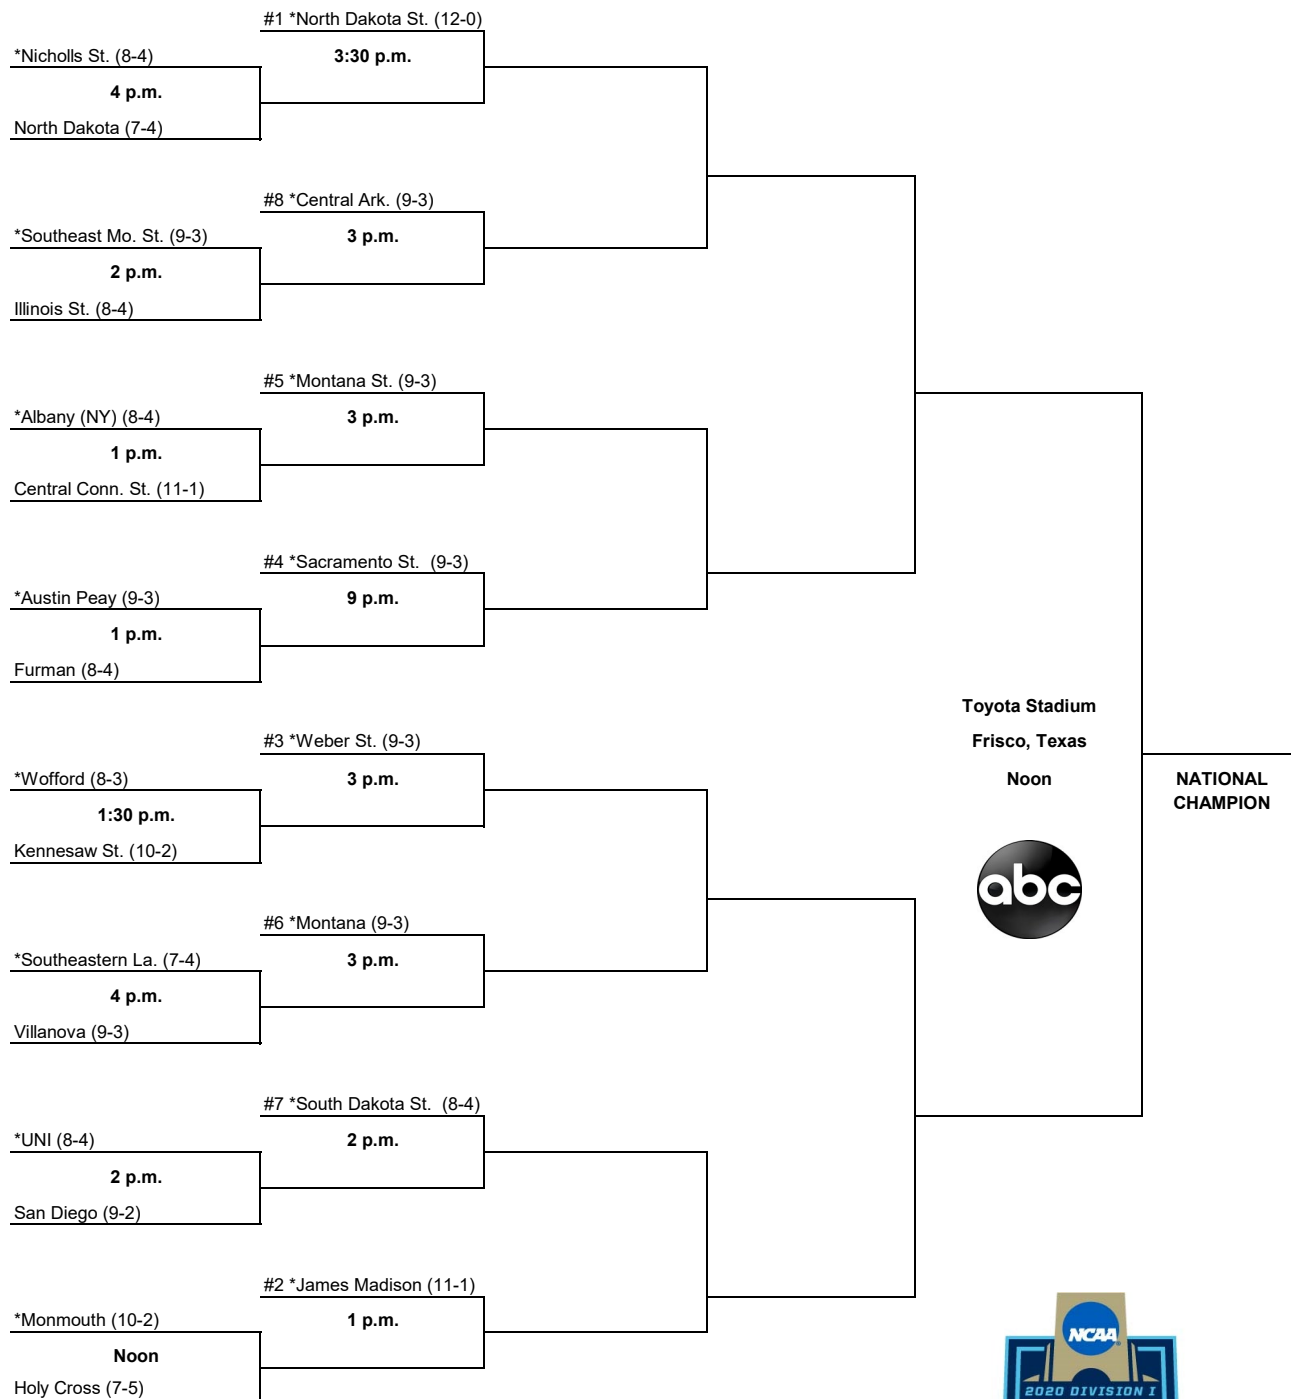 #1 *North Dakota St. (12-0)
*Nicholls St. (8-4)
3:30 p.m.
4 p.m.
North Dakota (7-4)
#8 *Central Ark. (9-3)
*Southeast Mo. St. (9-3)
3 p.m.
2 p.m.
Illinois St. (8-4)
#5 *Montana St. (9-3)
*Albany (NY) (8-4)
3 p.m.
1 p.m.
Central Conn. St. (11-1)
#4 *Sacramento St.  (9-3)
*Austin Peay (9-3)
9 p.m.
1 p.m.
Furman (8-4)
#3 *Weber St. (9-3)
*Wofford (8-3)
3 p.m.
1:30 p.m.
Kennesaw St. (10-2)
#6 *Montana (9-3)
*Southeastern La. (7-4)
3 p.m.
4 p.m.
Villanova (9-3)
#7 *South Dakota St.  (8-4)
*UNI (8-4)
2 p.m.
2 p.m.
San Diego (9-2)
#2 *James Madison (11-1)
*Monmouth (10-2)
1 p.m.
Noon
Holy Cross (7-5)
Toyota Stadium
Frisco, Texas
Noon
abc
NATIONAL
CHAMPION
NCAA
2020 DIVISION I